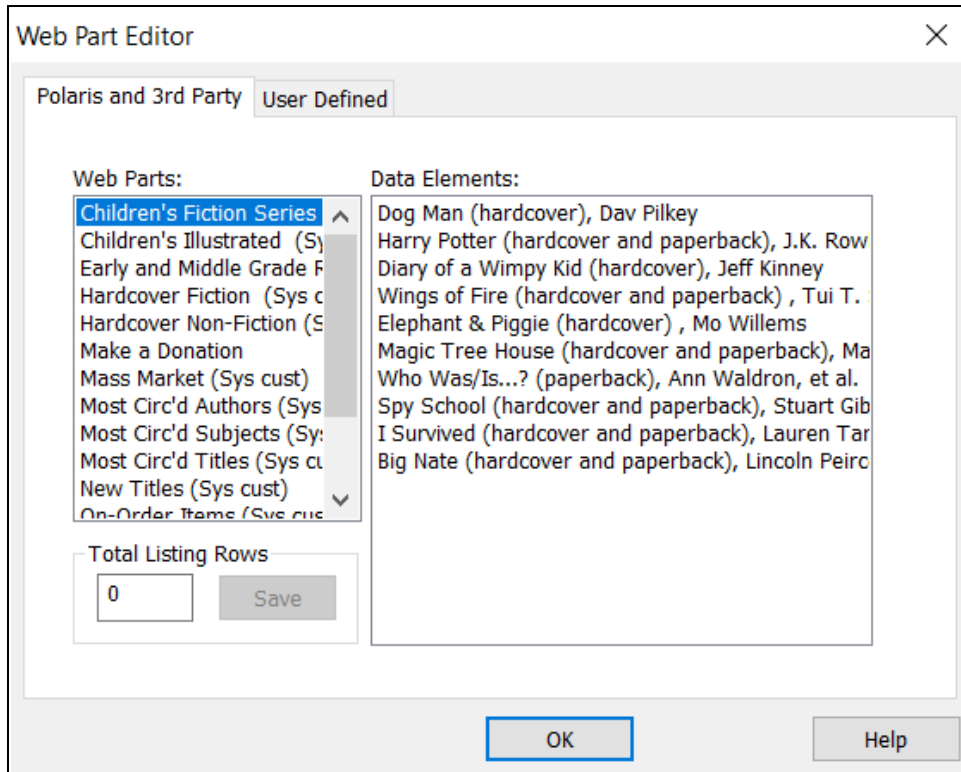 Web Part Editor
Polaris and 3rd Party
User Defined
Web Parts:
Children's Fiction Series
Children's Illustrated (Sy
Early and Middle Grade R
Hardcover Fiction (Sys c
Hardcover Non-Fiction (S
Make a Donation
Mass Market (Sys cust)
Most Circ'd Authors (Sys
Most Circ'd Subjects (Sy
Most Circ'd Titles (Sys cu
New Titles (Sys cust)
On-Order Items (Sys cus
Total Listing Rows
0
Save
Data Elements:
Dog Man (hardcover), Dav Pilkey
Harry Potter (hardcover and paperback), J.K. Row
Diary of a Wimpy Kid (hardcover), Jeff Kinney
Wings of Fire (hardcover and paperback) , Tui T.
Elephant & Piggie (hardcover) , Mo Willems
Magic Tree House (hardcover and paperback), Ma
Who Was/Is...? (paperback), Ann Waldron, et al.
Spy School (hardcover and paperback), Stuart Gib
I Survived (hardcover and paperback), Lauren Tar
Big Nate (hardcover and paperback), Lincoln Peirc
OK
Help